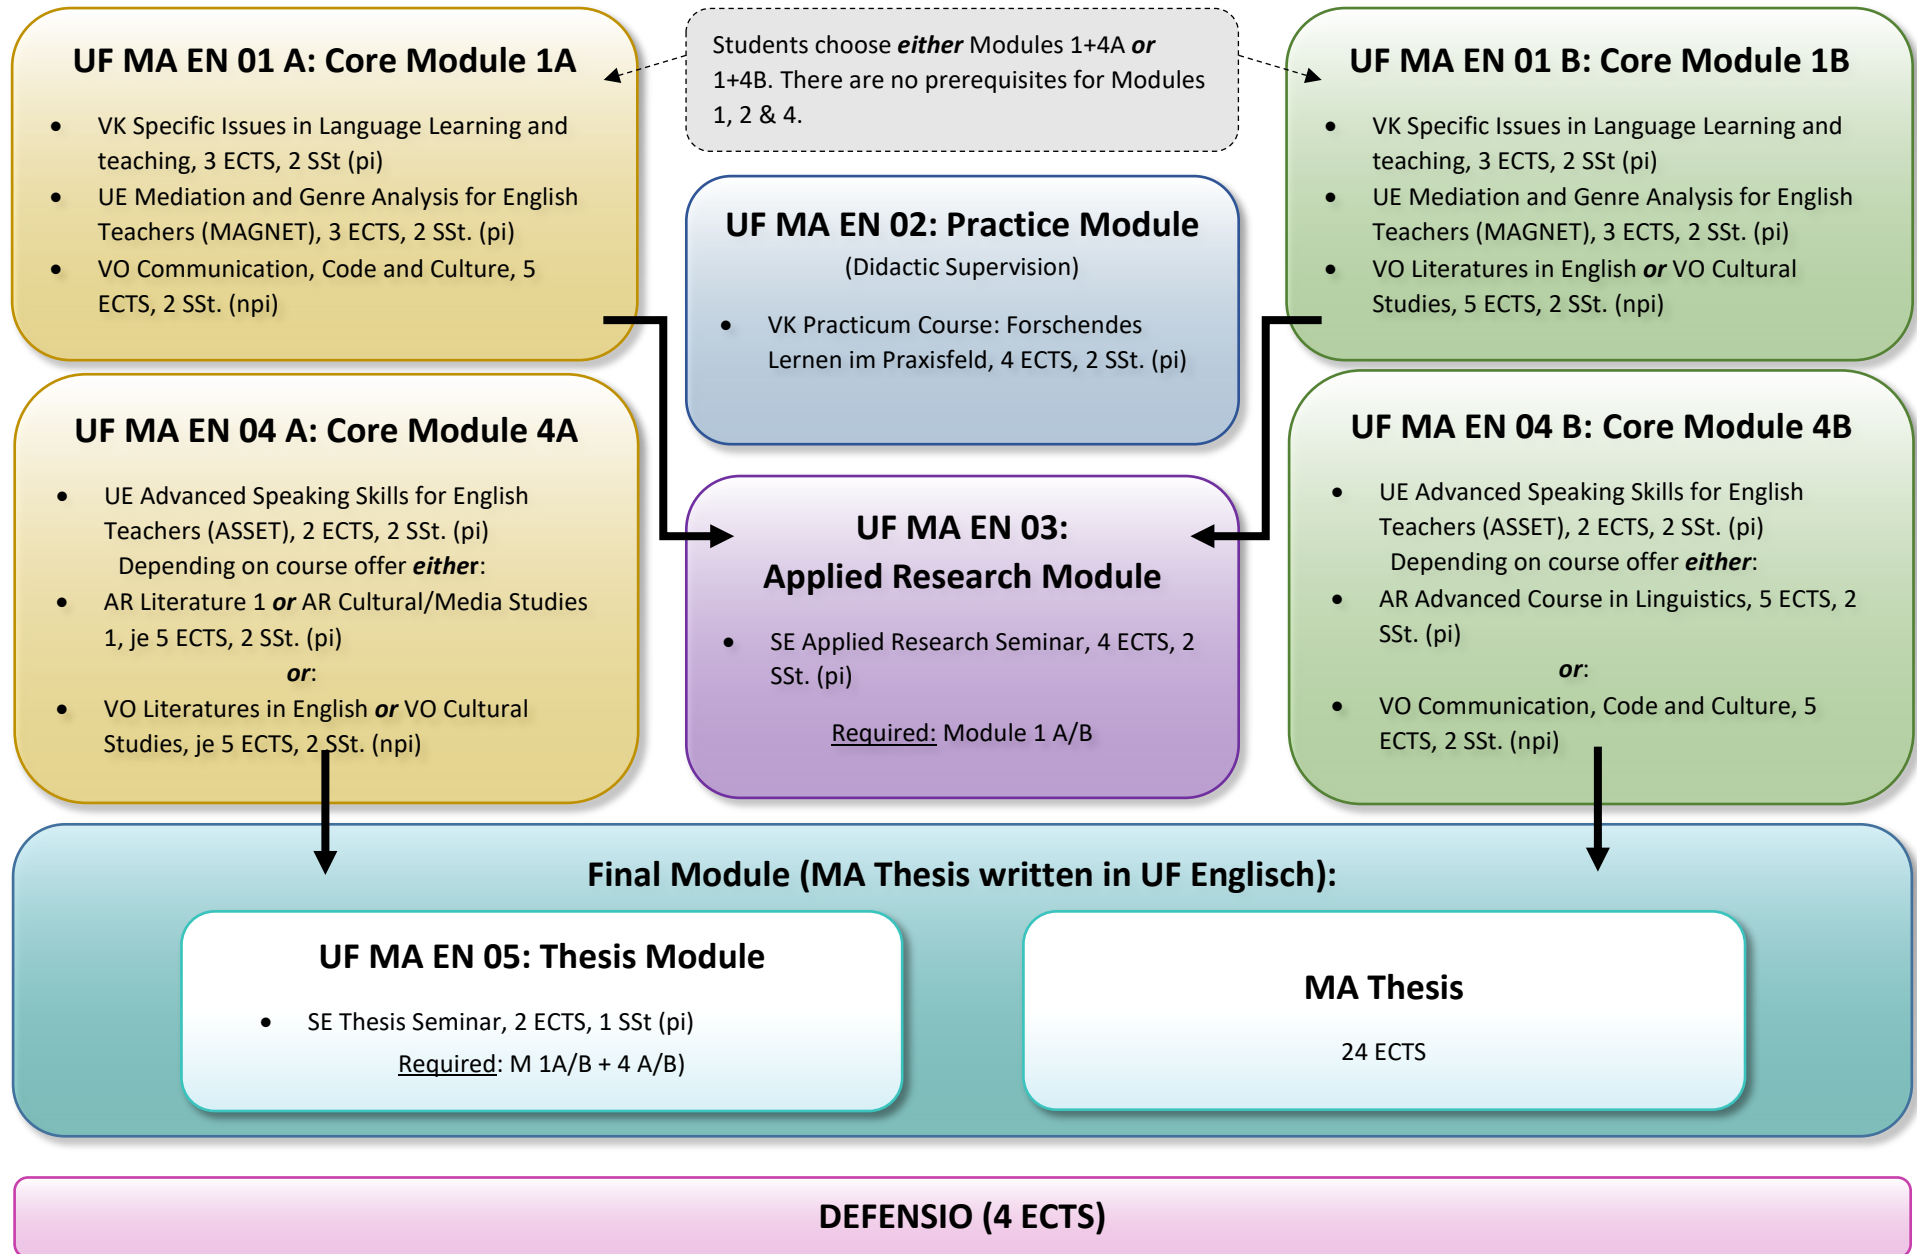 UF MA EN 01 A: Core Module 1A
• VK Specific Issues in Language Learning and
teaching, 3 ECTS, 2 SSt (pi)
• UE Mediation and Genre Analysis for English
Teachers (MAGNET), 3 ECTS, 2 SSt. (pi)
• VO Communication, Code and Culture, 5
ECTS, 2 SSt. (npi)
Students choose either Modules 1+4A or
1+4B. There are no prerequisites for Modules
1, 2 & 4.
UF MA EN 01 B: Core Module 1B
• VK Specific Issues in Language Learning and
teaching, 3 ECTS, 2 SSt (pi)
• UE Mediation and Genre Analysis for English
Teachers (MAGNET), 3 ECTS, 2 SSt. (pi)
• VO Literatures in English or VO Cultural
Studies, 5 ECTS, 2 SSt. (npi)
UF MA EN 02: Practice Module
(Didactic Supervision)
• VK Practicum Course: Forschendes
Lernen im Praxisfeld, 4 ECTS, 2 SSt. (pi)
UF MA EN 04 A: Core Module 4A
• UE Advanced Speaking Skills for English
Teachers (ASSET), 2 ECTS, 2 SSt. (pi)
Depending on course offer either:
• AR Literature 1 or AR Cultural/Media Studies
1, je 5 ECTS, 2 SSt. (pi)
or:
• VO Literatures in English or VO Cultural
Studies, je 5 ECTS, 2 SSt. (npi)
UF MA EN 03:
Applied Research Module
• SE Applied Research Seminar, 4 ECTS, 2
SSt. (pi)
Required: Module 1 A/B
UF MA EN 04 B: Core Module 4B
• UE Advanced Speaking Skills for English
Teachers (ASSET), 2 ECTS, 2 SSt. (pi)
Depending on course offer either:
• AR Advanced Course in Linguistics, 5 ECTS, 2
SSt. (pi)
or:
• VO Communication, Code and Culture, 5
ECTS, 2 SSt. (npi)
Final Module (MA Thesis written in UF Englisch):
UF MA EN 05: Thesis Module
• SE Thesis Seminar, 2 ECTS, 1 SSt (pi)
Required: M 1A/B + 4 A/B)
MA Thesis
24 ECTS
DEFENSIO (4 ECTS)